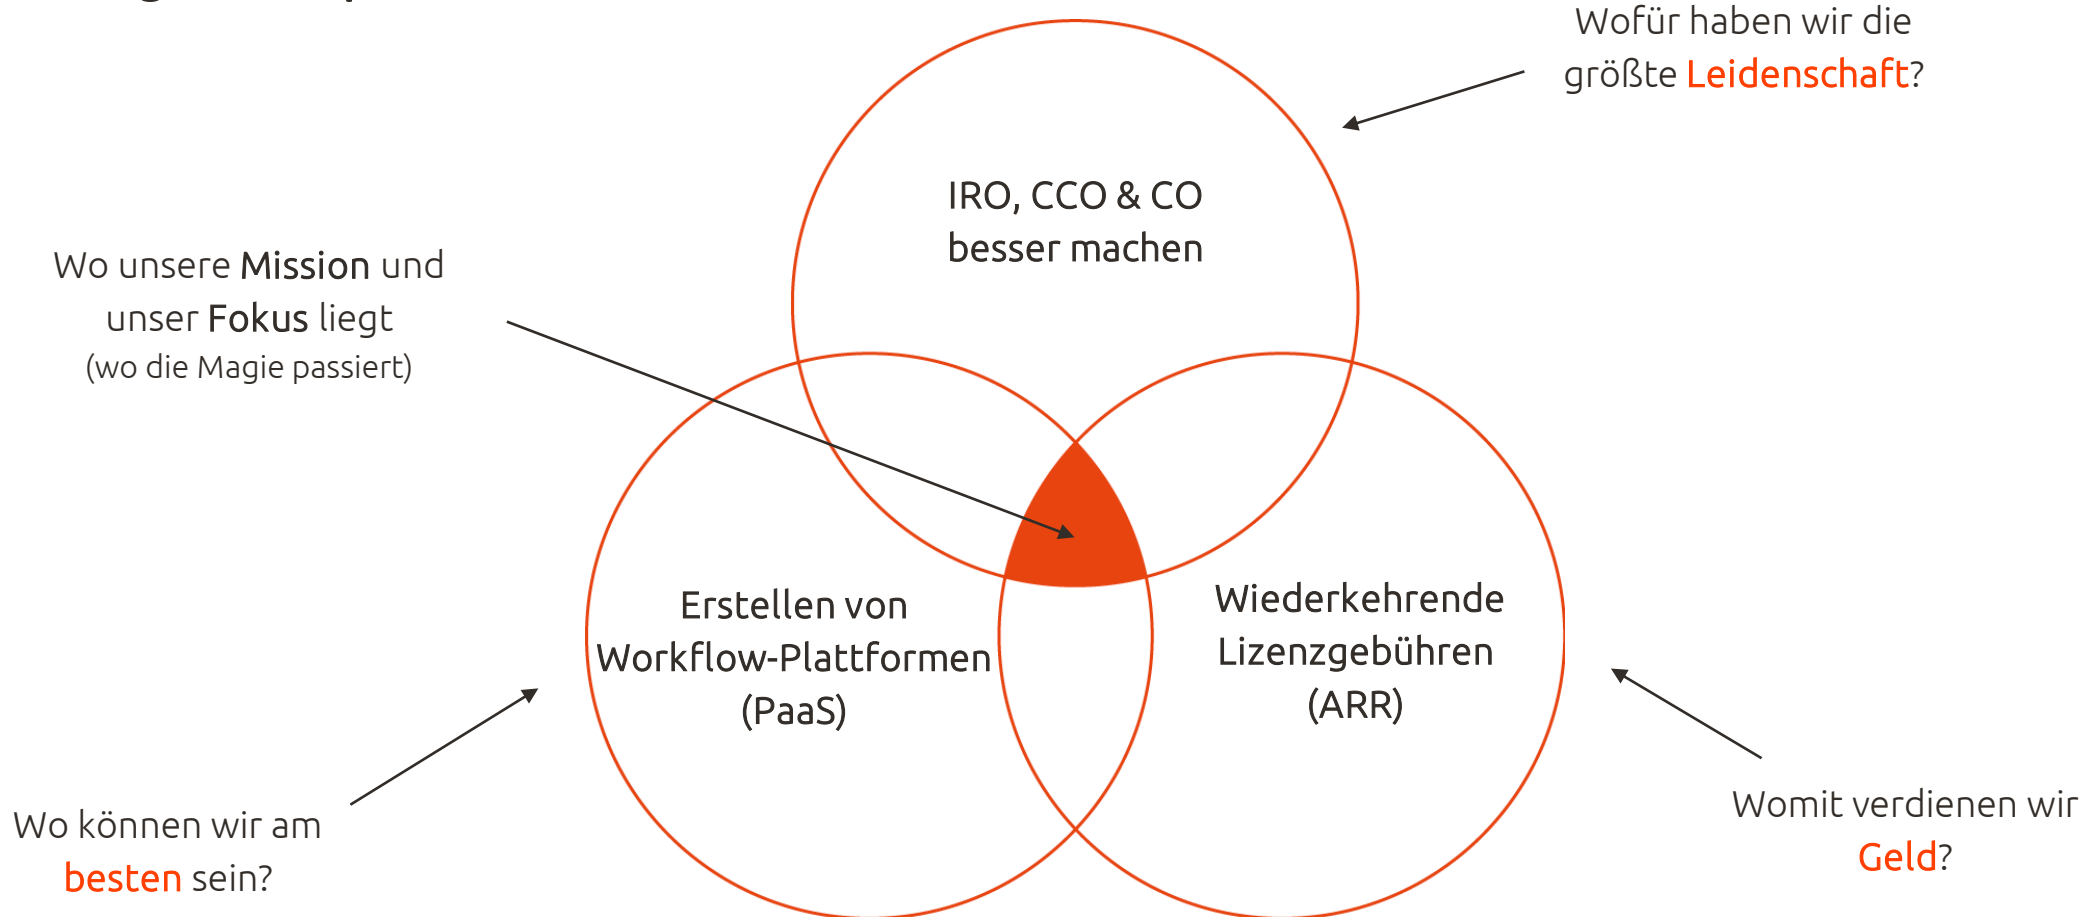 Wofür haben wir die
größte Leidenschaft?
IRO, CCO & CO
besser machen
Wo unsere Mission und
unser Fokus liegt
(wo die Magie passiert)
Erstellen von
Workflow-Plattformen
(PaaS)
Wiederkehrende
Lizenzgebühren
(ARR)
Wo können wir am
besten sein?
Womit verdienen wir
Geld?